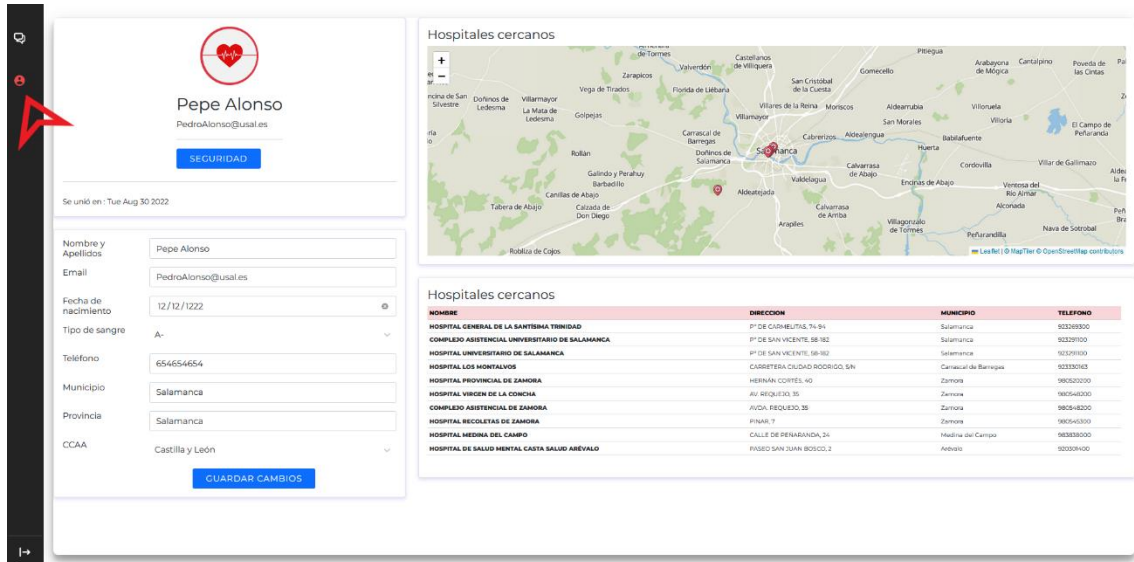 Pepe Alonso
PedroAlonso@usal.es
SEGURIDAD
Se unió en : Tue Aug 30 2022
Nombre y Apellidos
Pepe Alonso
Email
PedroAlonso@usal.es
Fecha de nacimiento
12/12/1222
Tipo de sangre
A-
Teléfono
654654654
Municipio
Salamanca
Provincia
Salamanca
CCAA
Castilla y León
GUARDAR CAMBIOS
Hospitales cercanos
+
−
de Tormes
Valverdón
Castellanos de Villiquera
Pitiegua
Zarapicos
Gomecello
Arabayona de Mógica
Cantalpino
Poveda de las Cintas
San Cristóbal de la Cuesta
Vega de Tirados
Florida de Liébana
Silvestre
Doñinos de Ledesma
Villarmayor
La Mata de Ledesma
Golpejas
Villares de la Reina
Moriscos
Aldearrubia
Villoruela
Villamayor
San Morales
Villoria
El Campo de Peñaranda
Carrascal de Barregas
Cabrerizos
Aldealengua
Babilafuente
Huerta
Rollán
Doñinos de Salamanca
Salamanca
Calvarrasa de Abajo
Cordovilla
Villar de Gallimazo
Galindo y Perahuy
Barbadillo
Valdelagua
Encinas de Abajo
Ventosa del Río Almar
Canillas de Abajo
Aldeatejada
Tabera de Abajo
Calzada de Don Diego
Calvarrasa de Arriba
Alconada
Arapiles
Villagonzalo de Tormes
Peñarandilla
Nava de Sotrobal
Robliza de Cojos
Leaflet | © MapTiler © OpenStreetMap contributors
Hospitales cercanos
NOMBRE DIRECCION MUNICIPIO TELEFONO
HOSPITAL GENERAL DE LA SANTÍSIMA TRINIDAD Pº DE CARMELITAS, 74-94 Salamanca 923269300
COMPLEJO ASISTENCIAL UNIVERSITARIO DE SALAMANCA Pº DE SAN VICENTE, 58-182 Salamanca 923291100
HOSPITAL UNIVERSITARIO DE SALAMANCA Pº DE SAN VICENTE, 58-182 Salamanca 923291100
HOSPITAL LOS MONTALVOS CARRETERA CIUDAD RODRIGO, S/N Carrascal de Barregas 923330163
HOSPITAL PROVINCIAL DE ZAMORA HERNÁN CORTÉS, 40 Zamora 980520200
HOSPITAL VIRGEN DE LA CONCHA AV. REQUEJO, 35 Zamora 980548200
COMPLEJO ASISTENCIAL DE ZAMORA AVDA. REQUEJO, 35 Zamora 980548200
HOSPITAL RECOLETAS DE ZAMORA PINAR, 7 Zamora 980545300
HOSPITAL MEDINA DEL CAMPO CALLE DE PEÑARANDA, 24 Medina del Campo 983838000
HOSPITAL DE SALUD MENTAL CASTA SALUD ARÉVALO PASEO SAN JUAN BOSCO, 2 Arévalo 920301400